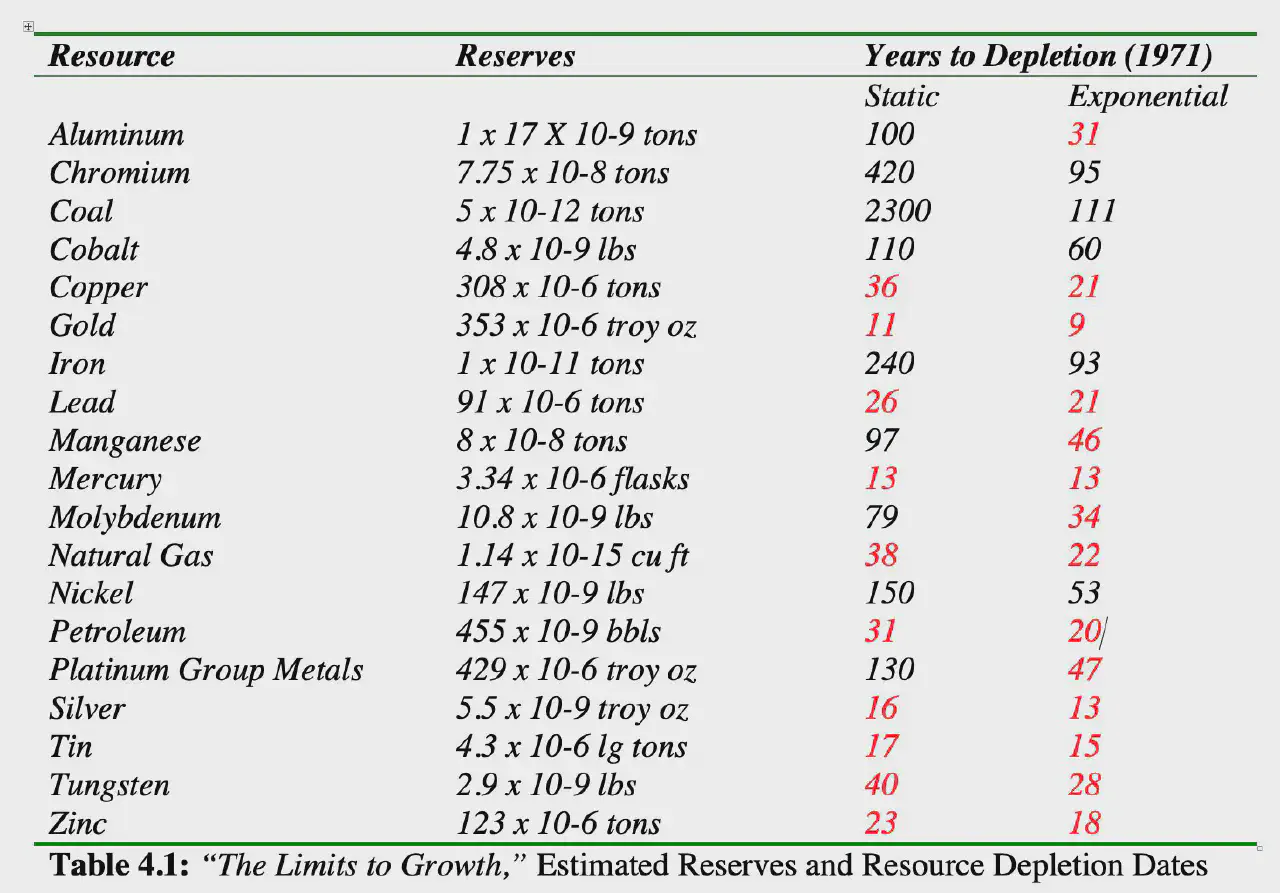 Resource Reserves Years to Depletion (1971)
Static Exponential
Aluminum 1 x 17 X 10-9 tons 100 31
Chromium 7.75 x 10-8 tons 420 95
Coal 5 x 10-12 tons 2300 111
Cobalt 4.8 x 10-9 lbs 110 60
Copper 308 x 10-6 tons 36 21
Gold 353 x 10-6 troy oz 11 9
Iron 1 x 10-11 tons 240 93
Lead 91 x 10-6 tons 26 21
Manganese 8 x 10-8 tons 97 46
Mercury 3.34 x 10-6 flasks 13 13
Molybdenum 10.8 x 10-9 lbs 79 34
Natural Gas 1.14 x 10-15 cu ft 38 22
Nickel 147 x 10-9 lbs 150 53
Petroleum 455 x 10-9 bbls 31 20
Platinum Group Metals 429 x 10-6 troy oz 130 47
Silver 5.5 x 10-9 troy oz 16 13
Tin 4.3 x 10-6 lg tons 17 15
Tungsten 2.9 x 10-9 lbs 40 28
Zinc 123 x 10-6 tons 23 18
Table 4.1: “The Limits to Growth,” Estimated Reserves and Resource Depletion Dates